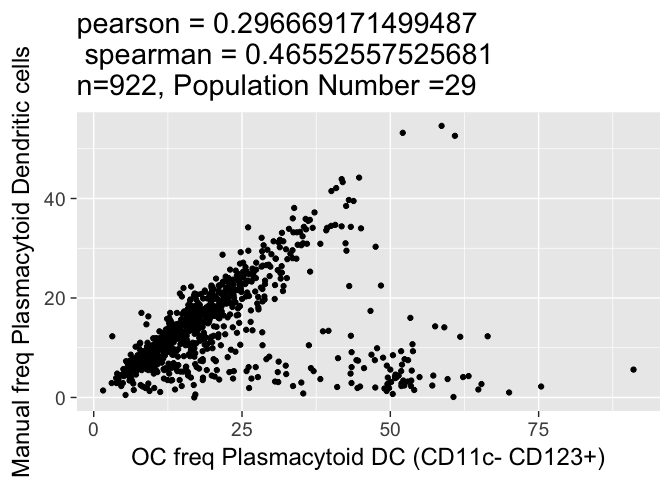 pearson = 0.296669171499487
spearman = 0.46552557525681
n=922, Population Number =29
Manual freq Plasmacytoid Dendritic cells
40
20
0
0 25 50 75
OC freq Plasmacytoid DC (CD11c- CD123+)